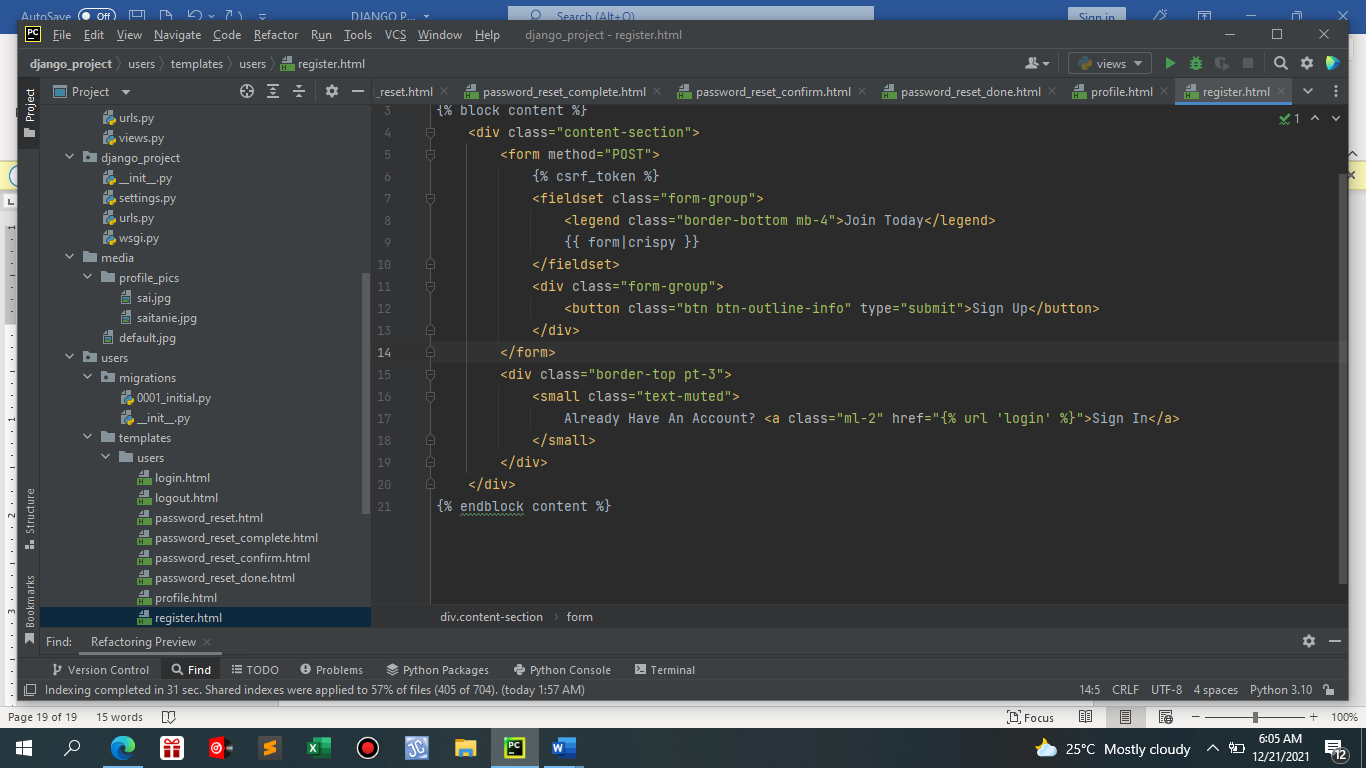 AutoSave Off DJANGO P... Search (Alt+Q) Sign in
PC File Edit View Navigate Code Refactor Run Tools VCS Window Help django_project - register.html
django_project users templates users register.html views
Project
Project
_reset.html password_reset_complete.html password_reset_confirm.html password_reset_done.html profile.html register.html
urls.py
views.py
django_project
__init__.py
settings.py
urls.py
wsgi.py
media
profile_pics
sai.jpg
saitanie.jpg
default.jpg
users
migrations
0001_initial.py
__init__.py
templates
users
login.html
logout.html
password_reset.html
password_reset_complete.html
password_reset_confirm.html
password_reset_done.html
profile.html
register.html
Structure
Bookmarks
1
3 {% block content %}
4 <div class="content-section">
5 <form method="POST">
6 {% csrf_token %}
7 <fieldset class="form-group">
8 <legend class="border-bottom mb-4">Join Today</legend>
9 {{ form|crispy }}
10 </fieldset>
11 <div class="form-group">
12 <button class="btn btn-outline-info" type="submit">Sign Up</button>
13 </div>
14 </form>
15 <div class="border-top pt-3">
16 <small class="text-muted">
17 Already Have An Account? <a class="ml-2" href="{% url 'login' %}">Sign In</a>
18 </small>
19 </div>
20 </div>
21 {% endblock content %}
div.content-section form
Find: Refactoring Preview
Version Control Find TODO Problems Python Packages Python Console Terminal
Indexing completed in 31 sec. Shared indexes were applied to 57% of files (405 of 704). (today 1:57 AM) 14:5 CRLF UTF-8 4 spaces Python 3.10
Page 19 of 19 15 words Focus 100%
25°C Mostly cloudy 6:05 AM
12/21/2021
12